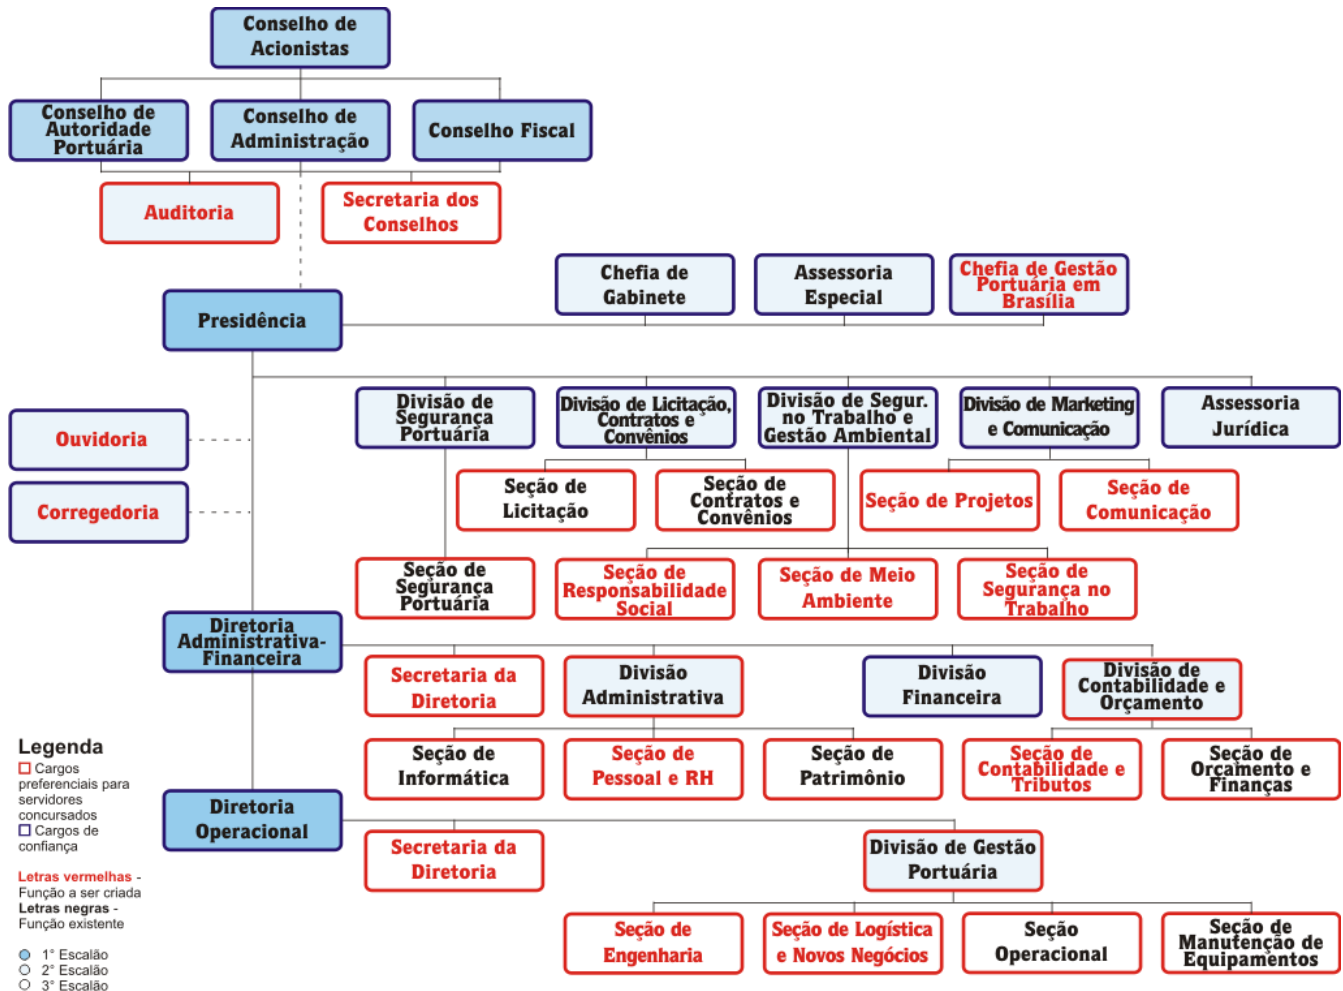 Conselho de
Acionistas
Conselho de
Autoridade
Portuária
Conselho de
Administração
Conselho Fiscal
Auditoria
Secretaria dos
Conselhos
Chefia de
Gabinete
Assessoria
Especial
Chefia de Gestão
Portuária em
Brasília
Presidência
Divisão de
Segurança
Portuária
Divisão de Licitação,
Contratos e
Convênios
Divisão de Segur.
no Trabalho e
Gestão Ambiental
Divisão de Marketing
e Comunicação
Assessoria
Jurídica
Ouvidoria
Corregedoria
Seção de
Licitação
Seção de
Contratos e
Convênios
Seção de Projetos
Seção de
Comunicação
Seção de
Segurança
Portuária
Seção de
Responsabilidade
Social
Seção de Meio
Ambiente
Seção de
Segurança no
Trabalho
Diretoria
Administrativa-
Financeira
Secretaria da
Diretoria
Divisão
Administrativa
Divisão
Financeira
Divisão de
Contabilidade e
Orçamento
Seção de
Informática
Seção de
Pessoal e RH
Seção de
Patrimônio
Seção de
Contabilidade e
Tributos
Seção de
Orçamento e
Finanças
Diretoria
Operacional
Secretaria da
Diretoria
Divisão de Gestão
Portuária
Seção de
Engenharia
Seção de Logística
e Novos Negócios
Seção
Operacional
Seção de
Manutenção de
Equipamentos
Legenda
Cargos
preferenciais para
servidores
concursados
Cargos de
confiança
Letras vermelhas -
Função a ser criada
Letras negras -
Função existente
1° Escalão
2° Escalão
3° Escalão